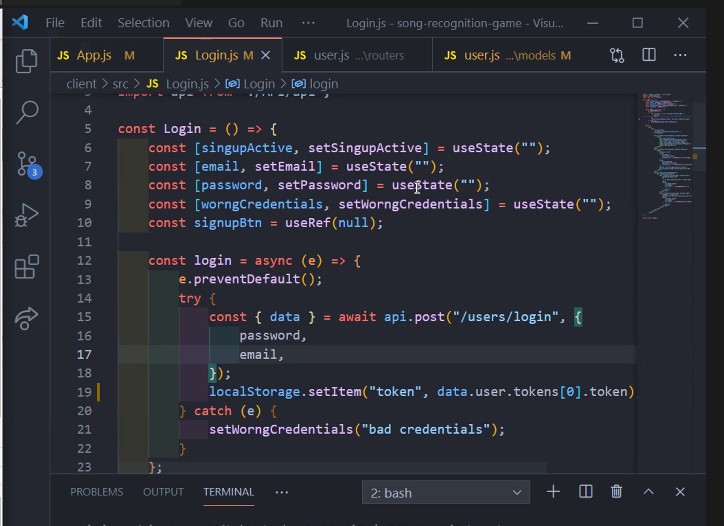 File Edit Selection View Go Run ··· Login.js - song-recognition-game - Visu...
JS App.js M JS Login.js M JS user.js ...\routers JS user.js ...\models M
client > src > JS Login.js > Login > login
4
5 const Login = () => {
6 const [singupActive, setSingupActive] = useState("");
7 const [email, setEmail] = useState("");
8 const [password, setPassword] = useState("");
9 const [worngCredentials, setWorngCredentials] = useState("");
10 const signupBtn = useRef(null);
11
12 const login = async (e) => {
13 e.preventDefault();
14 try {
15 const { data } = await api.post("/users/login", {
16 password,
17 email,
18 });
19 localStorage.setItem("token", data.user.tokens[0].token)
20 } catch (e) {
21 setWorngCredentials("bad credentials");
22 }
23 };
3
PROBLEMS OUTPUT TERMINAL ··· 2: bash